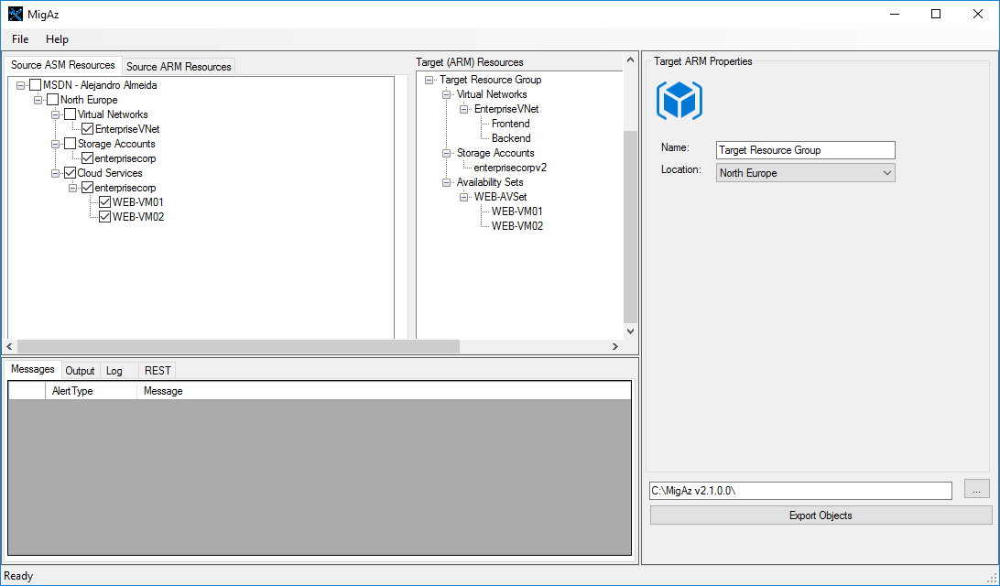 MigAz
File Help
Source ASM Resources Source ARM Resources
MSDN - Alejandro Almeida
North Europe
Virtual Networks
EnterpriseVNet
Storage Accounts
enterprisecorp
Cloud Services
enterprisecorp
WEB-VM01
WEB-VM02
Target (ARM) Resources
Target Resource Group
Virtual Networks
EnterpriseVNet
Frontend
Backend
Storage Accounts
enterprisecorpv2
Availability Sets
WEB-AVSet
WEB-VM01
WEB-VM02
Target ARM Properties
Name: Target Resource Group
Location: North Europe
Messages Output Log REST
AlertType Message
C:\MigAz v2.1.0.0\ ...
Export Objects
Ready